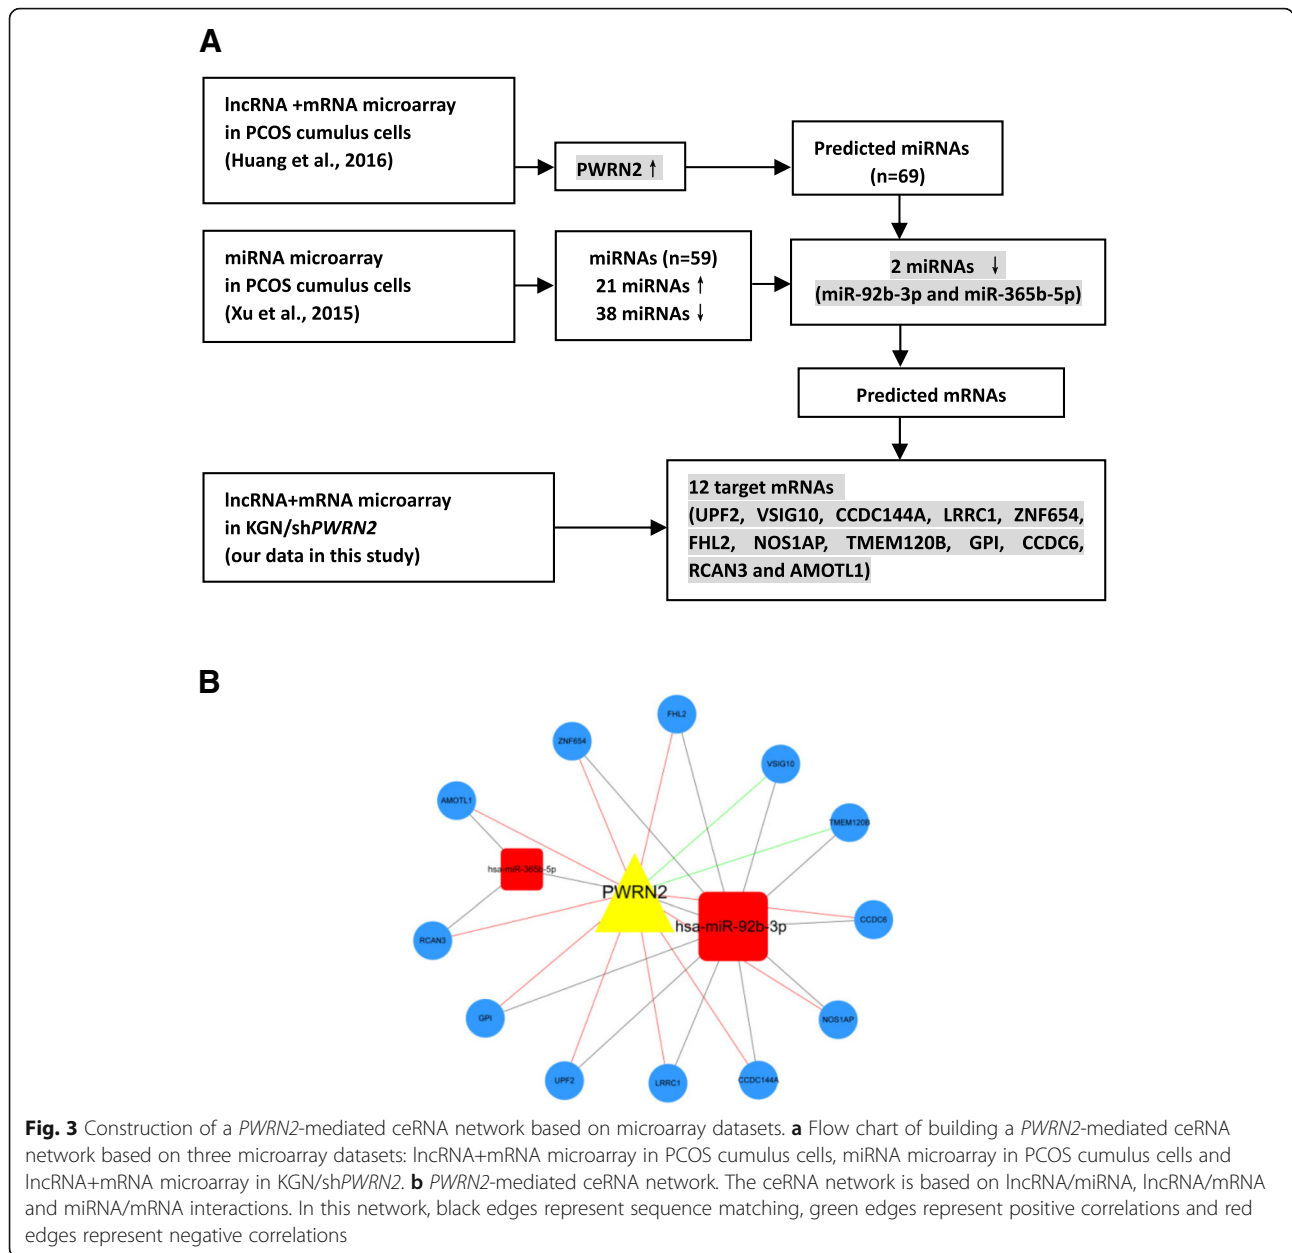 A
lncRNA +mRNA microarray
in PCOS cumulus cells
(Huang et al., 2016)
PWRN2 ↑
Predicted miRNAs
(n=69)
miRNA microarray
in PCOS cumulus cells
(Xu et al., 2015)
miRNAs (n=59)
21 miRNAs ↑
38 miRNAs ↓
2 miRNAs ↓
(miR-92b-3p and miR-365b-5p)
Predicted mRNAs
lncRNA+mRNA microarray
in KGN/shPWRN2
(our data in this study)
12 target mRNAs
(UPF2, VSIG10, CCDC144A, LRRC1, ZNF654,
FHL2, NOS1AP, TMEM120B, GPI, CCDC6,
RCAN3 and AMOTL1)
B
FHL2
ZNF654
VSIG10
AMOTL1
TMEM120B
hsa-miR-365b-5p
PWRN2
hsa-miR-92b-3p
CCDC6
RCAN3
GPI
NOS1AP
UPF2
LRRC1
CCDC144A
Fig. 3 Construction of a PWRN2-mediated ceRNA network based on microarray datasets. a Flow chart of building a PWRN2-mediated ceRNA
network based on three microarray datasets: lncRNA+mRNA microarray in PCOS cumulus cells, miRNA microarray in PCOS cumulus cells and
lncRNA+mRNA microarray in KGN/shPWRN2. b PWRN2-mediated ceRNA network. The ceRNA network is based on lncRNA/miRNA, lncRNA/mRNA
and miRNA/mRNA interactions. In this network, black edges represent sequence matching, green edges represent positive correlations and red
edges represent negative correlations